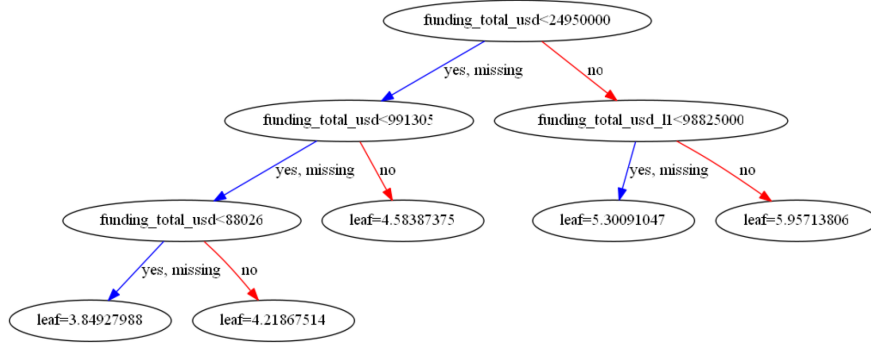 funding_total_usd<24950000
yes, missing
no
funding_total_usd<991305
funding_total_usd_l1<98825000
yes, missing
no
yes, missing
no
funding_total_usd<88026
leaf=4.58387375
leaf=5.30091047
leaf=5.95713806
yes, missing
no
leaf=3.84927988
leaf=4.21867514